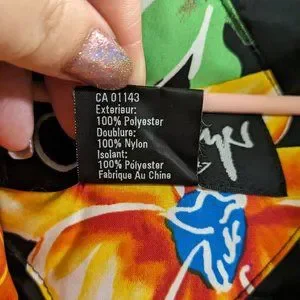 CA 01143
Exterieur:
100% Polyester
Doublure:
100% Nylon
Isolant:
100% Polyester
Fabrique Au Chine